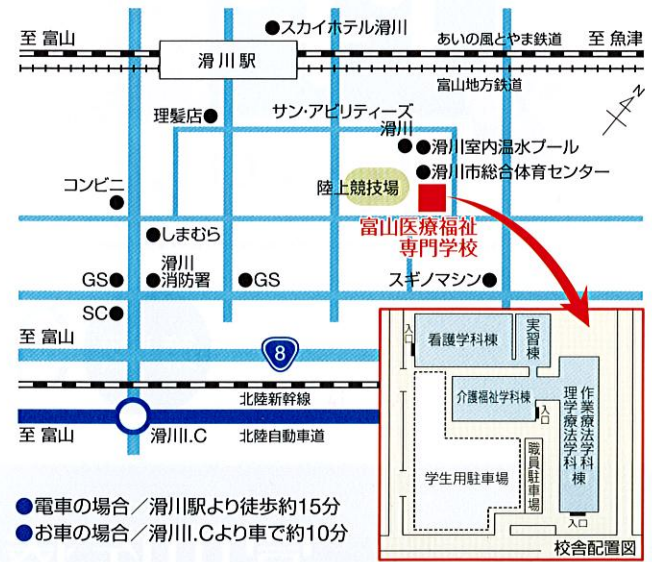 スカイホテル滑川
至 富山
あいの風とやま鉄道
至 魚津
滑川駅
富山地方鉄道
理髪店
サン・アビリティーズ
滑川
滑川室内温水プール
滑川市総合体育センター
コンビニ
陸上競技場
富山医療福祉
専門学校
しまむら
滑川
消防署
GS
GS
スギノマシン
SC
至 富山
8
北陸新幹線
至 富山
滑川I.C
北陸自動車道
入口
看護学科棟
実習棟
介護福祉学科棟
入口
作業療法学科
理学療法学科棟
学生用駐車場
職員駐車場
入口
校舎配置図
●電車の場合／滑川駅より徒歩約15分
●お車の場合／滑川I.Cより車で約10分